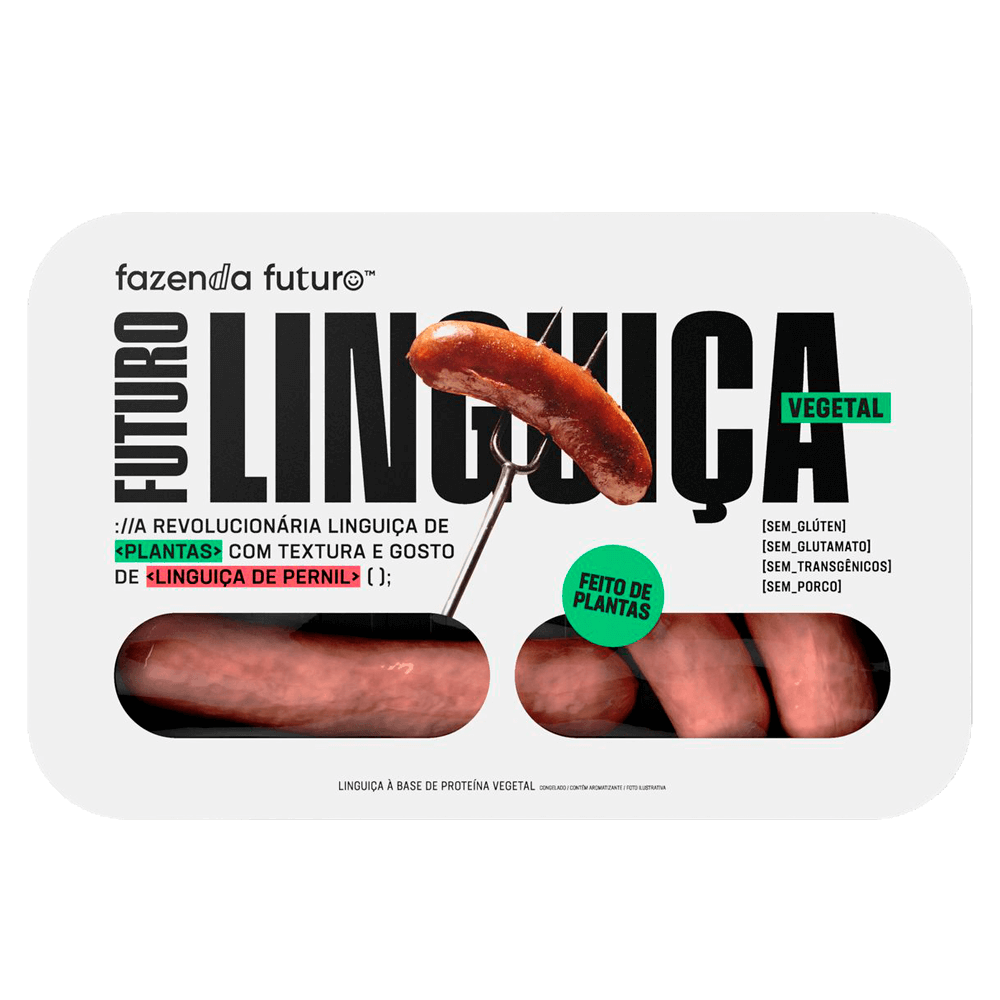 fazenda futuro™
FUTURO
LINGUIÇA
VEGETAL
://A REVOLUCIONÁRIA LINGUIÇA DE
<PLANTAS> COM TEXTURA E GOSTO
DE <LINGUIÇA DE PERNIL> ( );
[SEM_GLÚTEN]
[SEM_GLUTAMATO]
[SEM_TRANSGÊNICOS]
[SEM_PORCO]
FEITO DE
PLANTAS
LINGUIÇA À BASE DE PROTEÍNA VEGETAL CONGELADO / CONTÉM AROMATIZANTE / FOTO ILUSTRATIVA